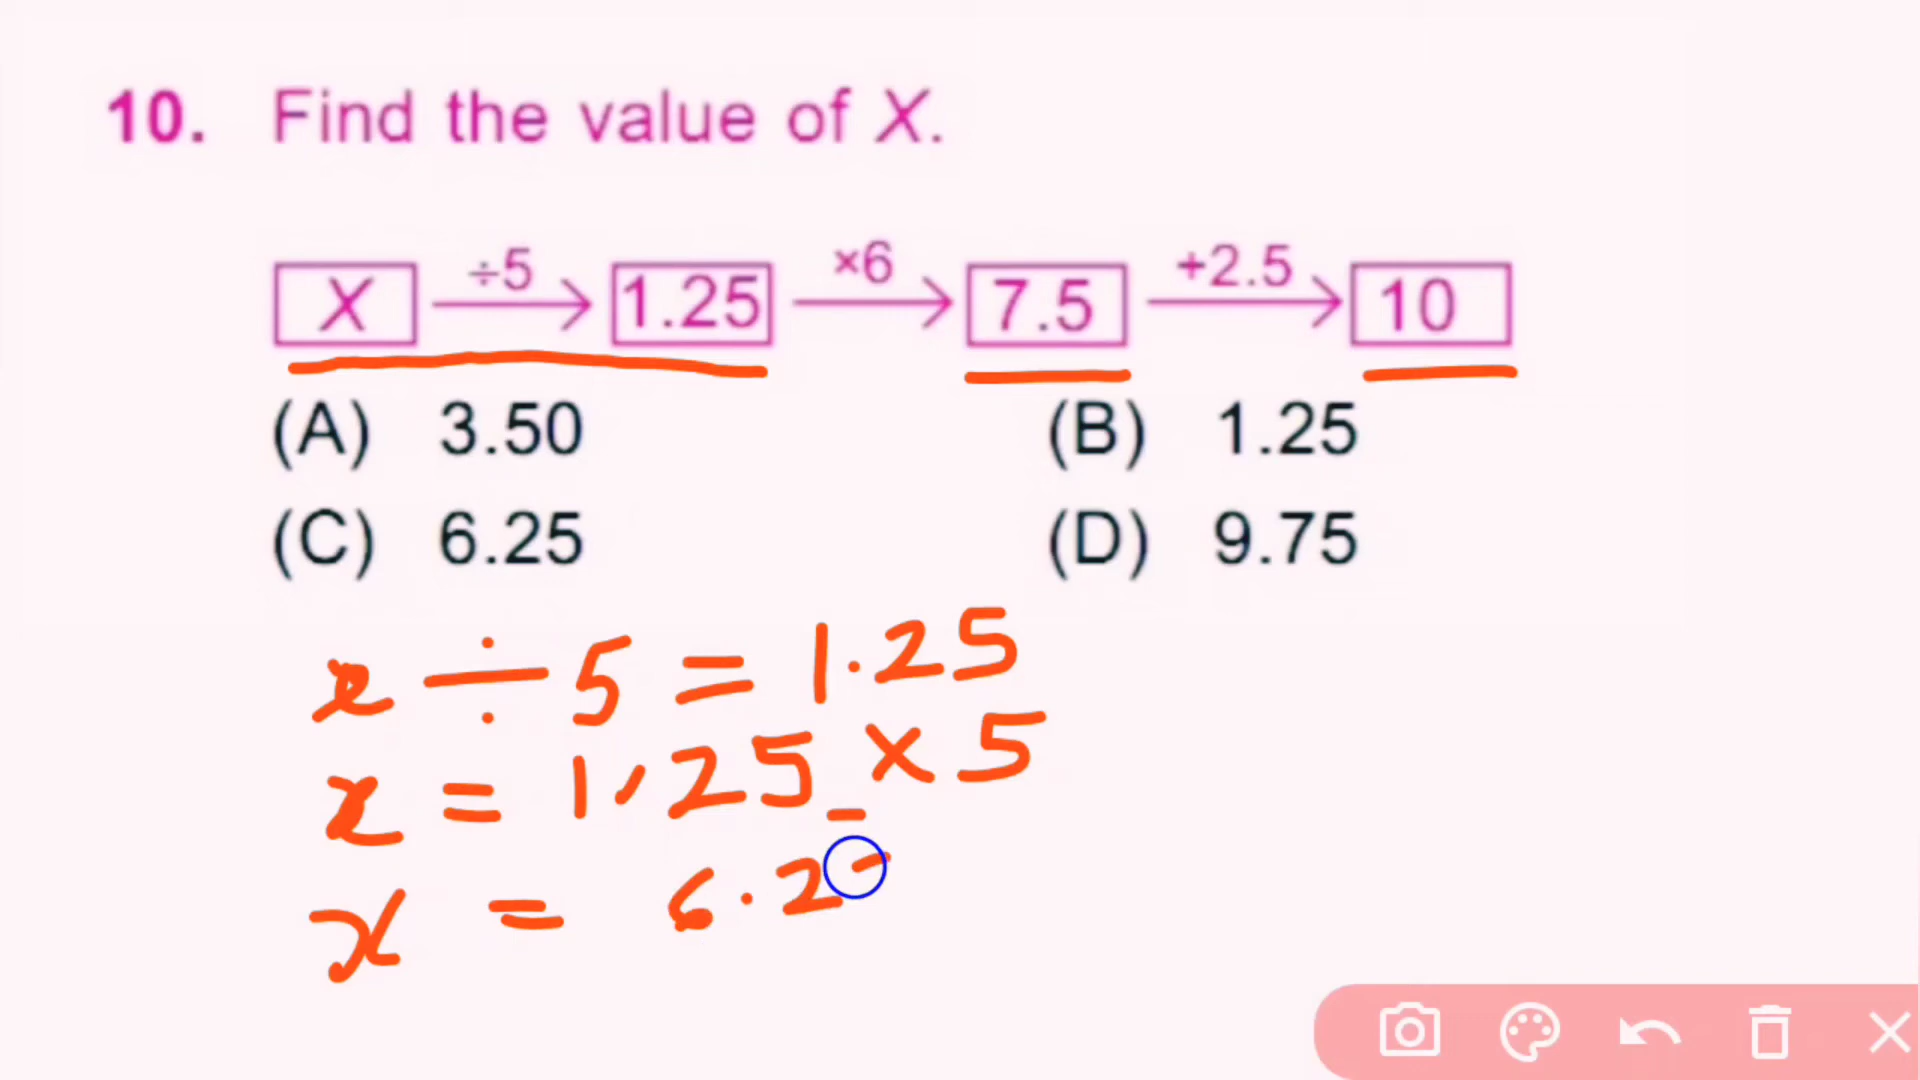 10. Find the value of X.
X ÷5 1.25 ×6 7.5 +2.5 10
(A) 3.50 (B) 1.25
(C) 6.25 (D) 9.75
x ÷ 5 = 1.25
x = 1.25 × 5
x = 6.2